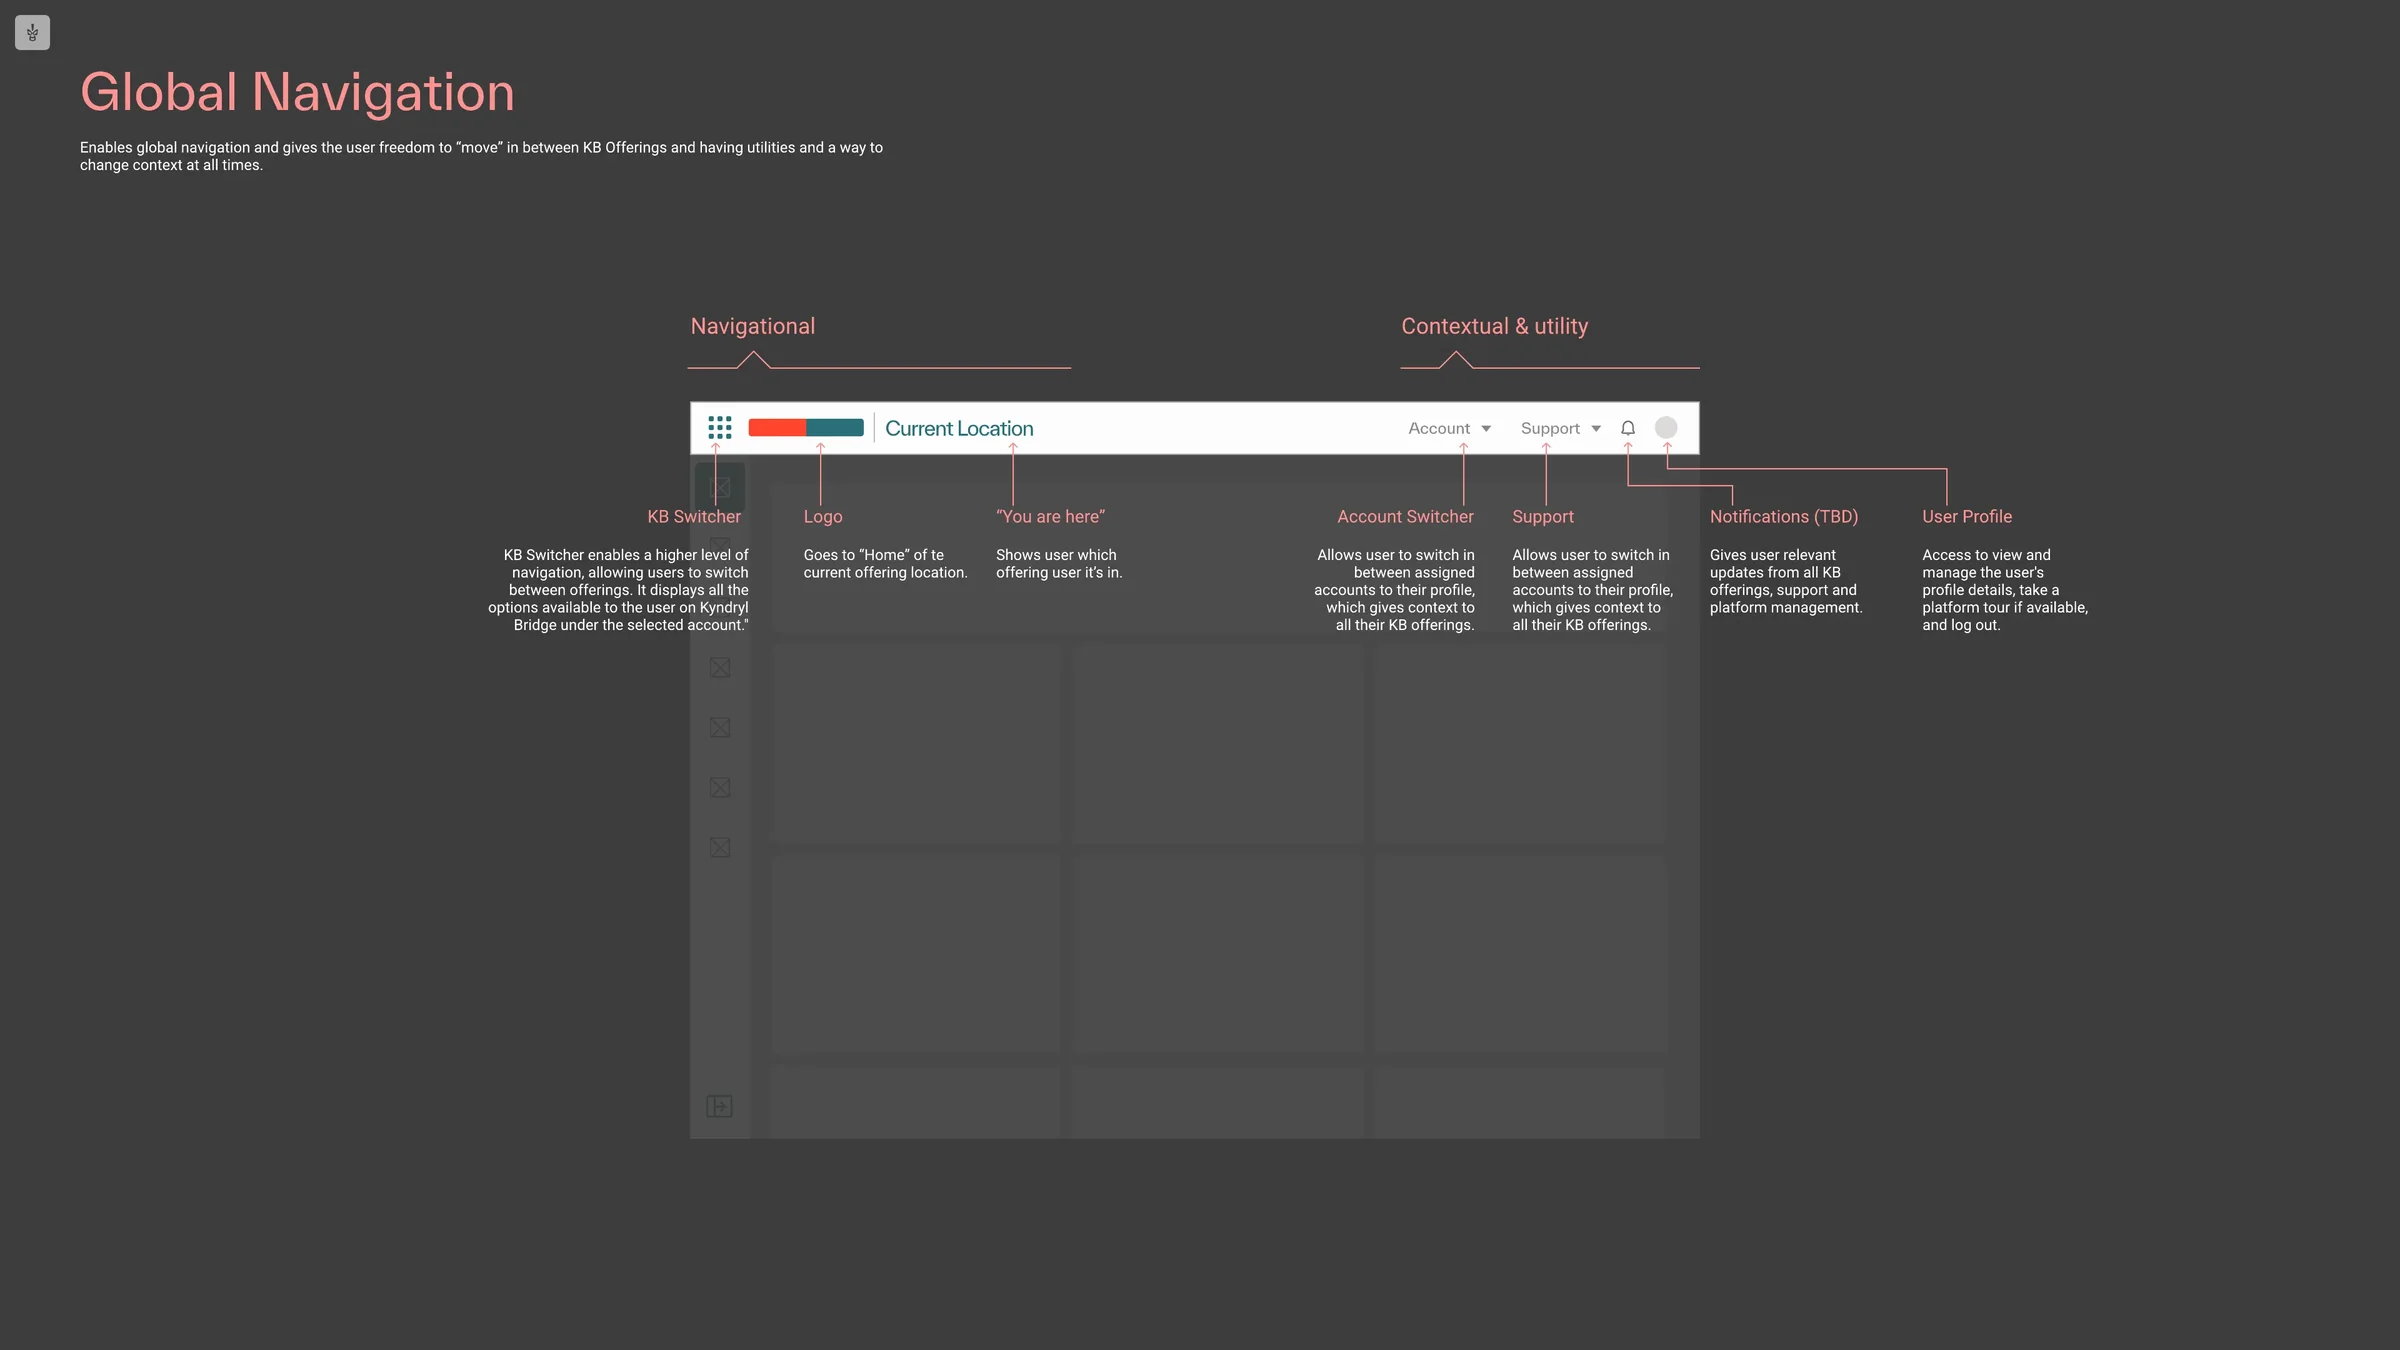 Global Navigation
Enables global navigation and gives the user freedom to “move” in between KB Offerings and having utilities and a way to
change context at all times.
Navigational
Contextual & utility
Current Location
Account
Support
KB Switcher
KB Switcher enables a higher level of
navigation, allowing users to switch
between offerings. It displays all the
options available to the user on Kyndryl
Bridge under the selected account."
Logo
Goes to “Home” of te
current offering location.
“You are here”
Shows user which
offering user it’s in.
Account Switcher
Allows user to switch in
between assigned
accounts to their profile,
which gives context to
all their KB offerings.
Support
Allows user to switch in
between assigned
accounts to their profile,
which gives context to
all their KB offerings.
Notifications (TBD)
Gives user relevant
updates from all KB
offerings, support and
platform management.
User Profile
Access to view and
manage the user's
profile details, take a
platform tour if available,
and log out.